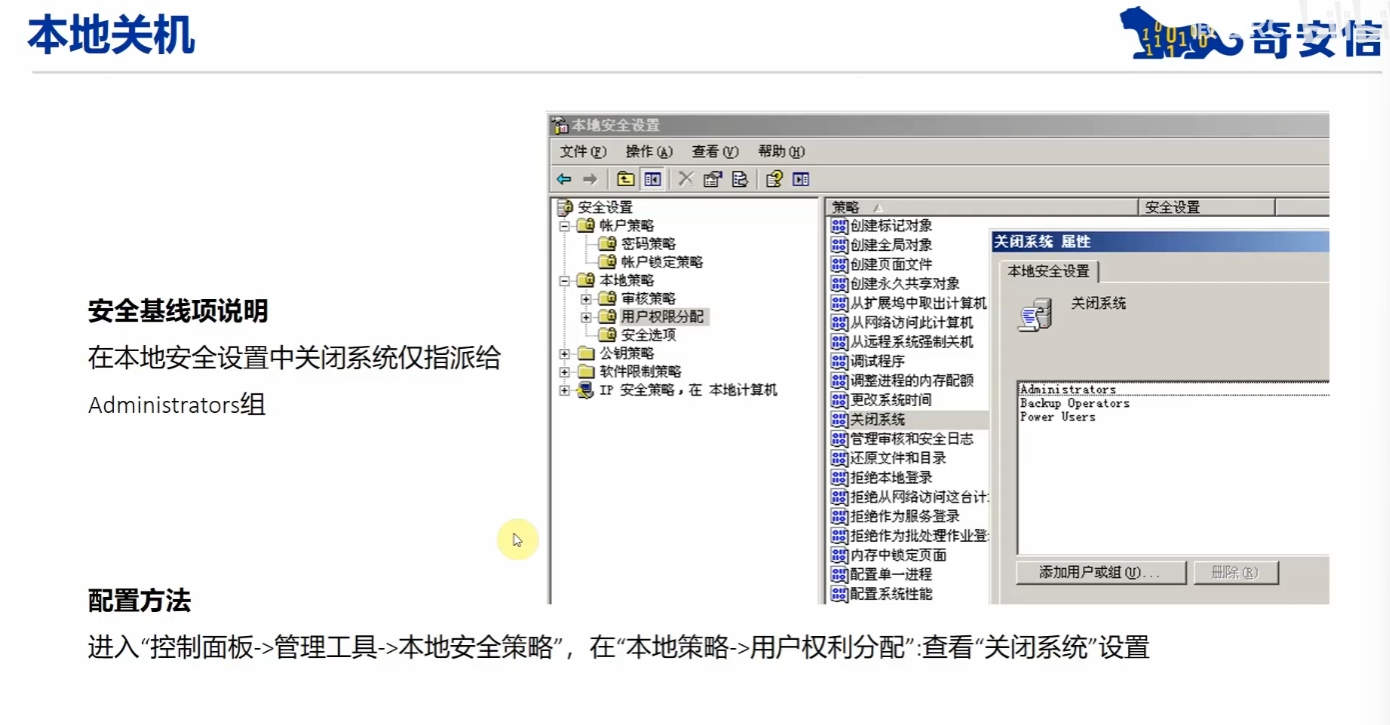 本地关机
奇安信
本地安全设置
文件(F) 操作(A) 查看(V) 帮助(H)
安全设置
帐户策略
密码策略
帐户锁定策略
本地策略
审核策略
用户权限分配
安全选项
公钥策略
软件限制策略
IP 安全策略，在 本地计算机
策略 安全设置
创建标记对象
创建全局对象
创建页面文件
创建永久共享对象
从扩展坞中取出计算机
从网络访问此计算机
从远程系统强制关机
调试程序
调整进程的内存配额
更改系统时间
关闭系统
管理审核和安全日志
还原文件和目录
拒绝本地登录
拒绝从网络访问这台计
拒绝作为服务登录
拒绝作为批处理作业登
内存中锁定页面
配置单一进程
配置系统性能
关闭系统 属性
本地安全设置
关闭系统
Administrators
Backup Operators
Power Users
添加用户或组(U)... 删除(R)
安全基线项说明
在本地安全设置中关闭系统仅指派给
Administrators组
配置方法
进入“控制面板->管理工具->本地安全策略”，在“本地策略->用户权利分配”:查看“关闭系统”设置